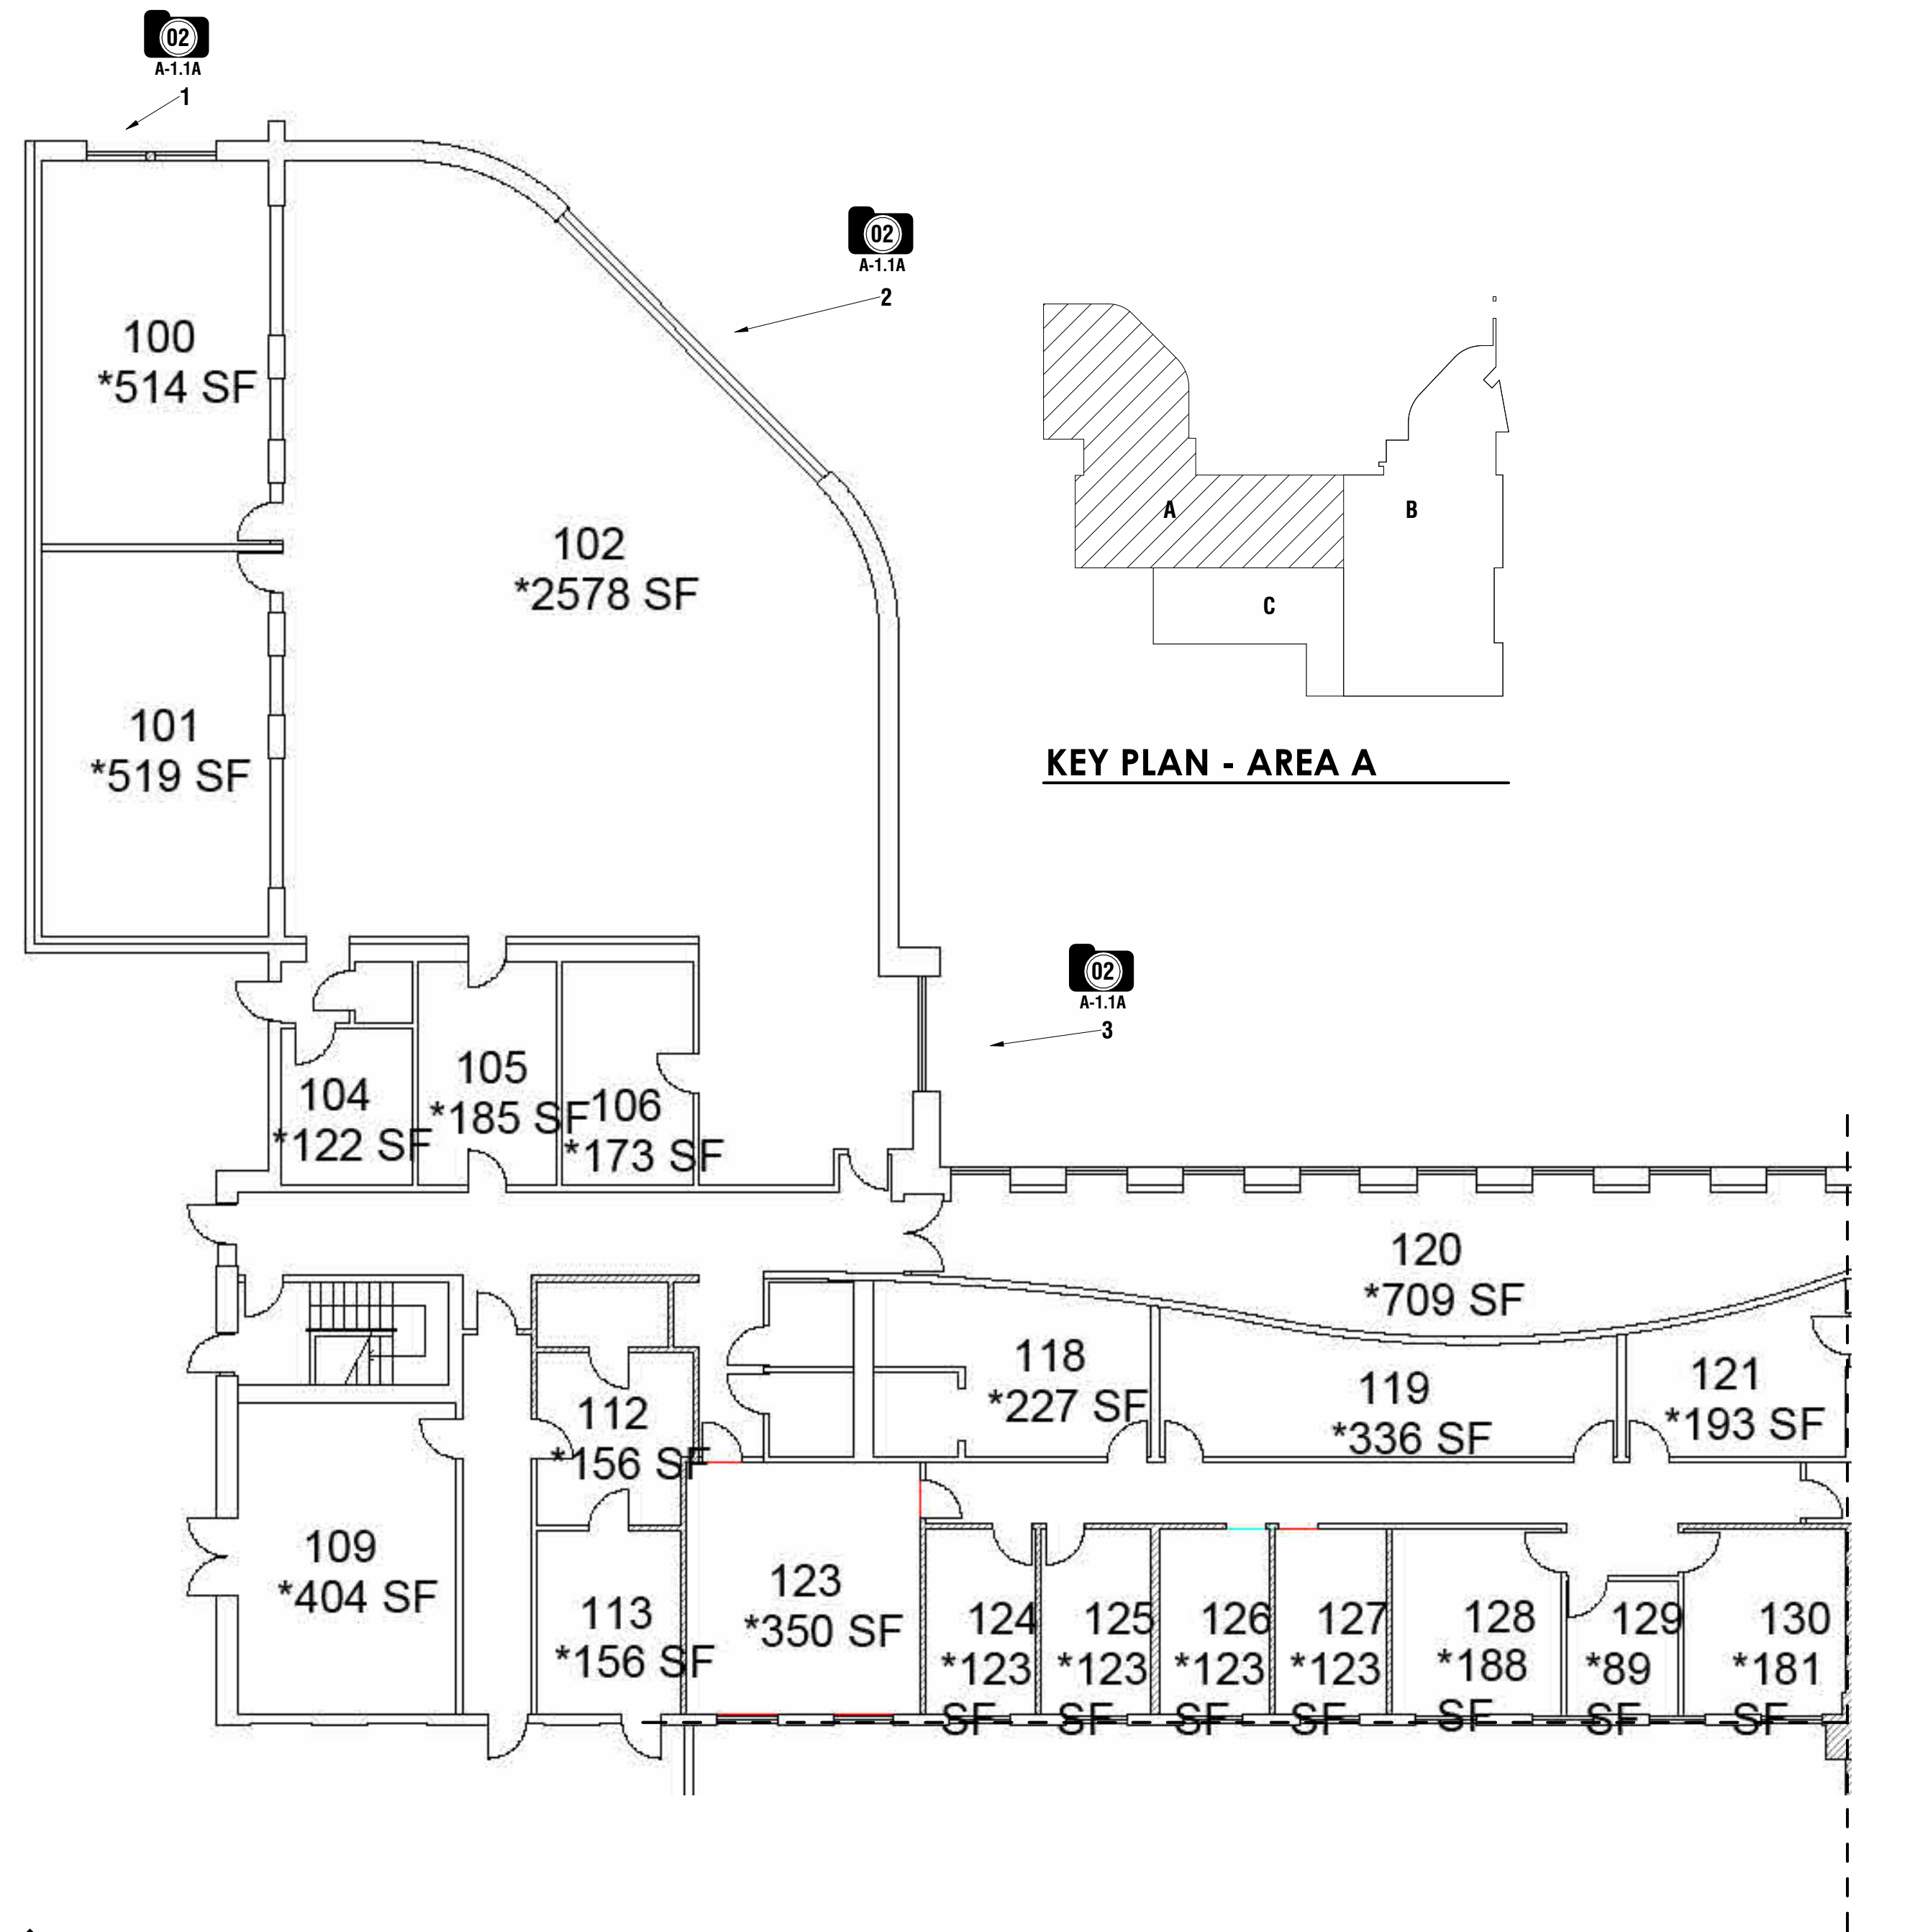 02
A-1.1A
1
02
A-1.1A
2
100
*514 SF
102
*2578 SF
A
B
C
101
*519 SF
KEY PLAN - AREA A
02
A-1.1A
3
104
*122 SF
105
*185 SF
106
*173 SF
120
*709 SF
118
*227 SF
119
*336 SF
121
*193 SF
112
*156 SF
109
*404 SF
113
*156 SF
123
*350 SF
124
*123
SF
125
*123
SF
126
*123
SF
127
*123
SF
128
*188
SF
129
*89
SF
130
*181
SF